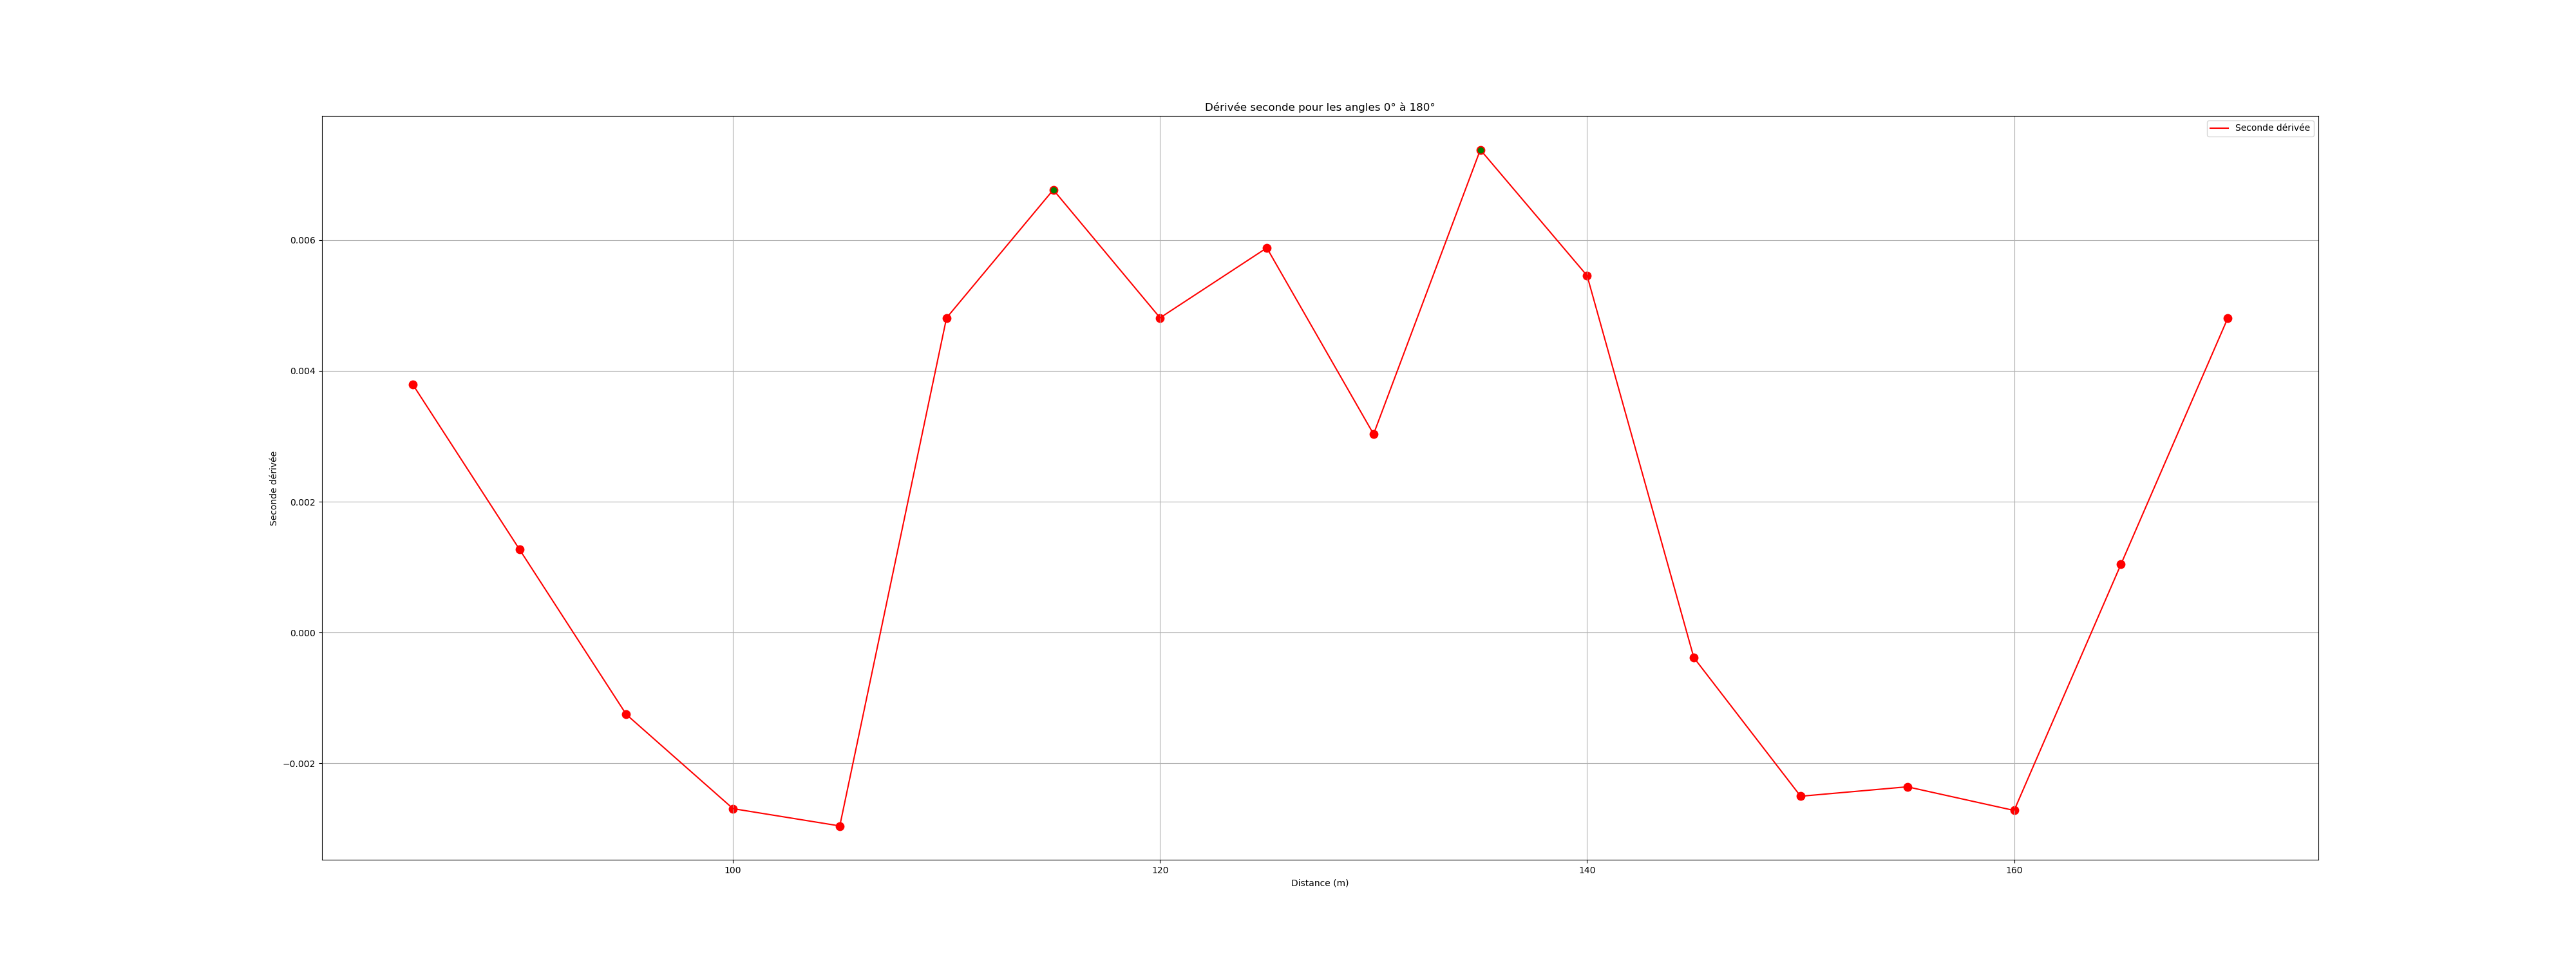 Dérivée seconde pour les angles 0° à 180°
Seconde dérivée
0.006
0.004
0.002
0.000
−0.002
Seconde dérivée
100
120
140
160
Distance (m)